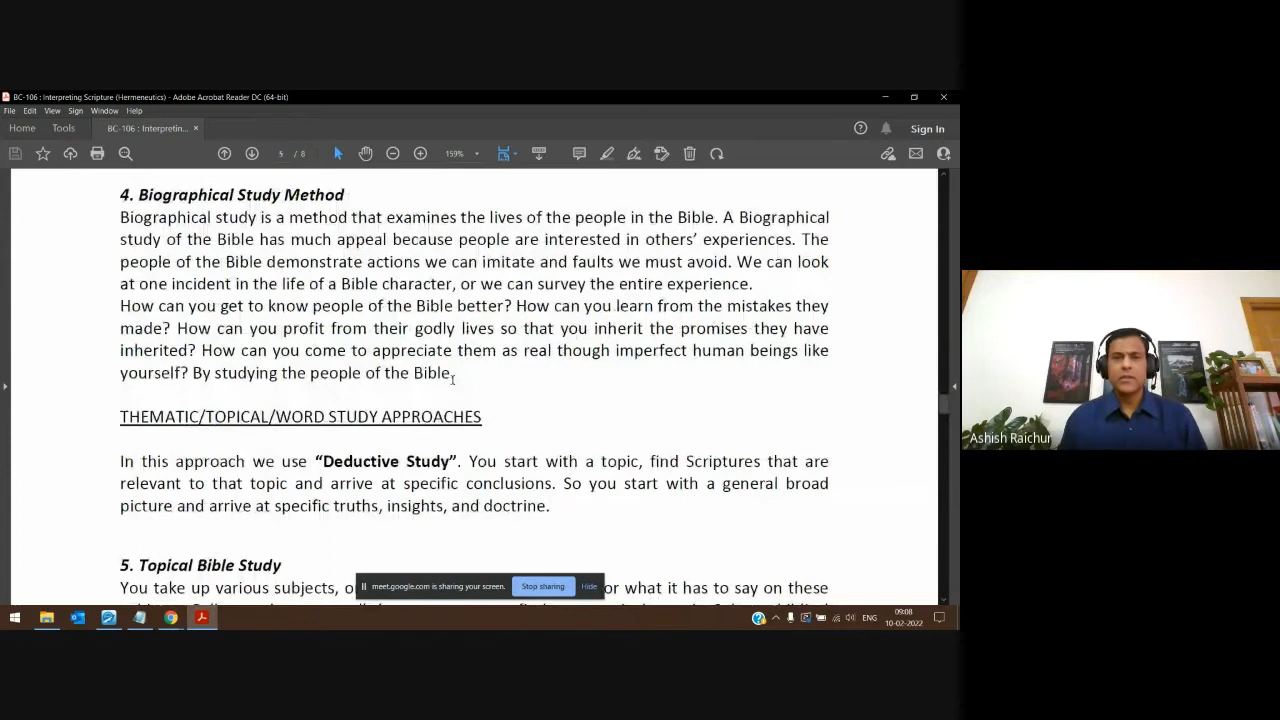 BC-106 : Interpreting Scripture (Hermeneutics) - Adobe Acrobat Reader DC (64-bit)
File Edit View Sign Window Help
Home Tools BC-106 : Interpretin... × Sign In
5 / 8 159%
4. Biographical Study Method
Biographical study is a method that examines the lives of the people in the Bible. A Biographical
study of the Bible has much appeal because people are interested in others’ experiences. The
people of the Bible demonstrate actions we can imitate and faults we must avoid. We can look
at one incident in the life of a Bible character, or we can survey the entire experience.
How can you get to know people of the Bible better? How can you learn from the mistakes they
made? How can you profit from their godly lives so that you inherit the promises they have
inherited? How can you come to appreciate them as real though imperfect human beings like
yourself? By studying the people of the Bible.
THEMATIC/TOPICAL/WORD STUDY APPROACHES
In this approach we use “Deductive Study”. You start with a topic, find Scriptures that are
relevant to that topic and arrive at specific conclusions. So you start with a general broad
picture and arrive at specific truths, insights, and doctrine.
5. Topical Bible Study
You take up various subjects, or what it has to say on these
meet.google.com is sharing your screen. Stop sharing Hide
ENG 09:08
10-02-2022
Ashish Raichur